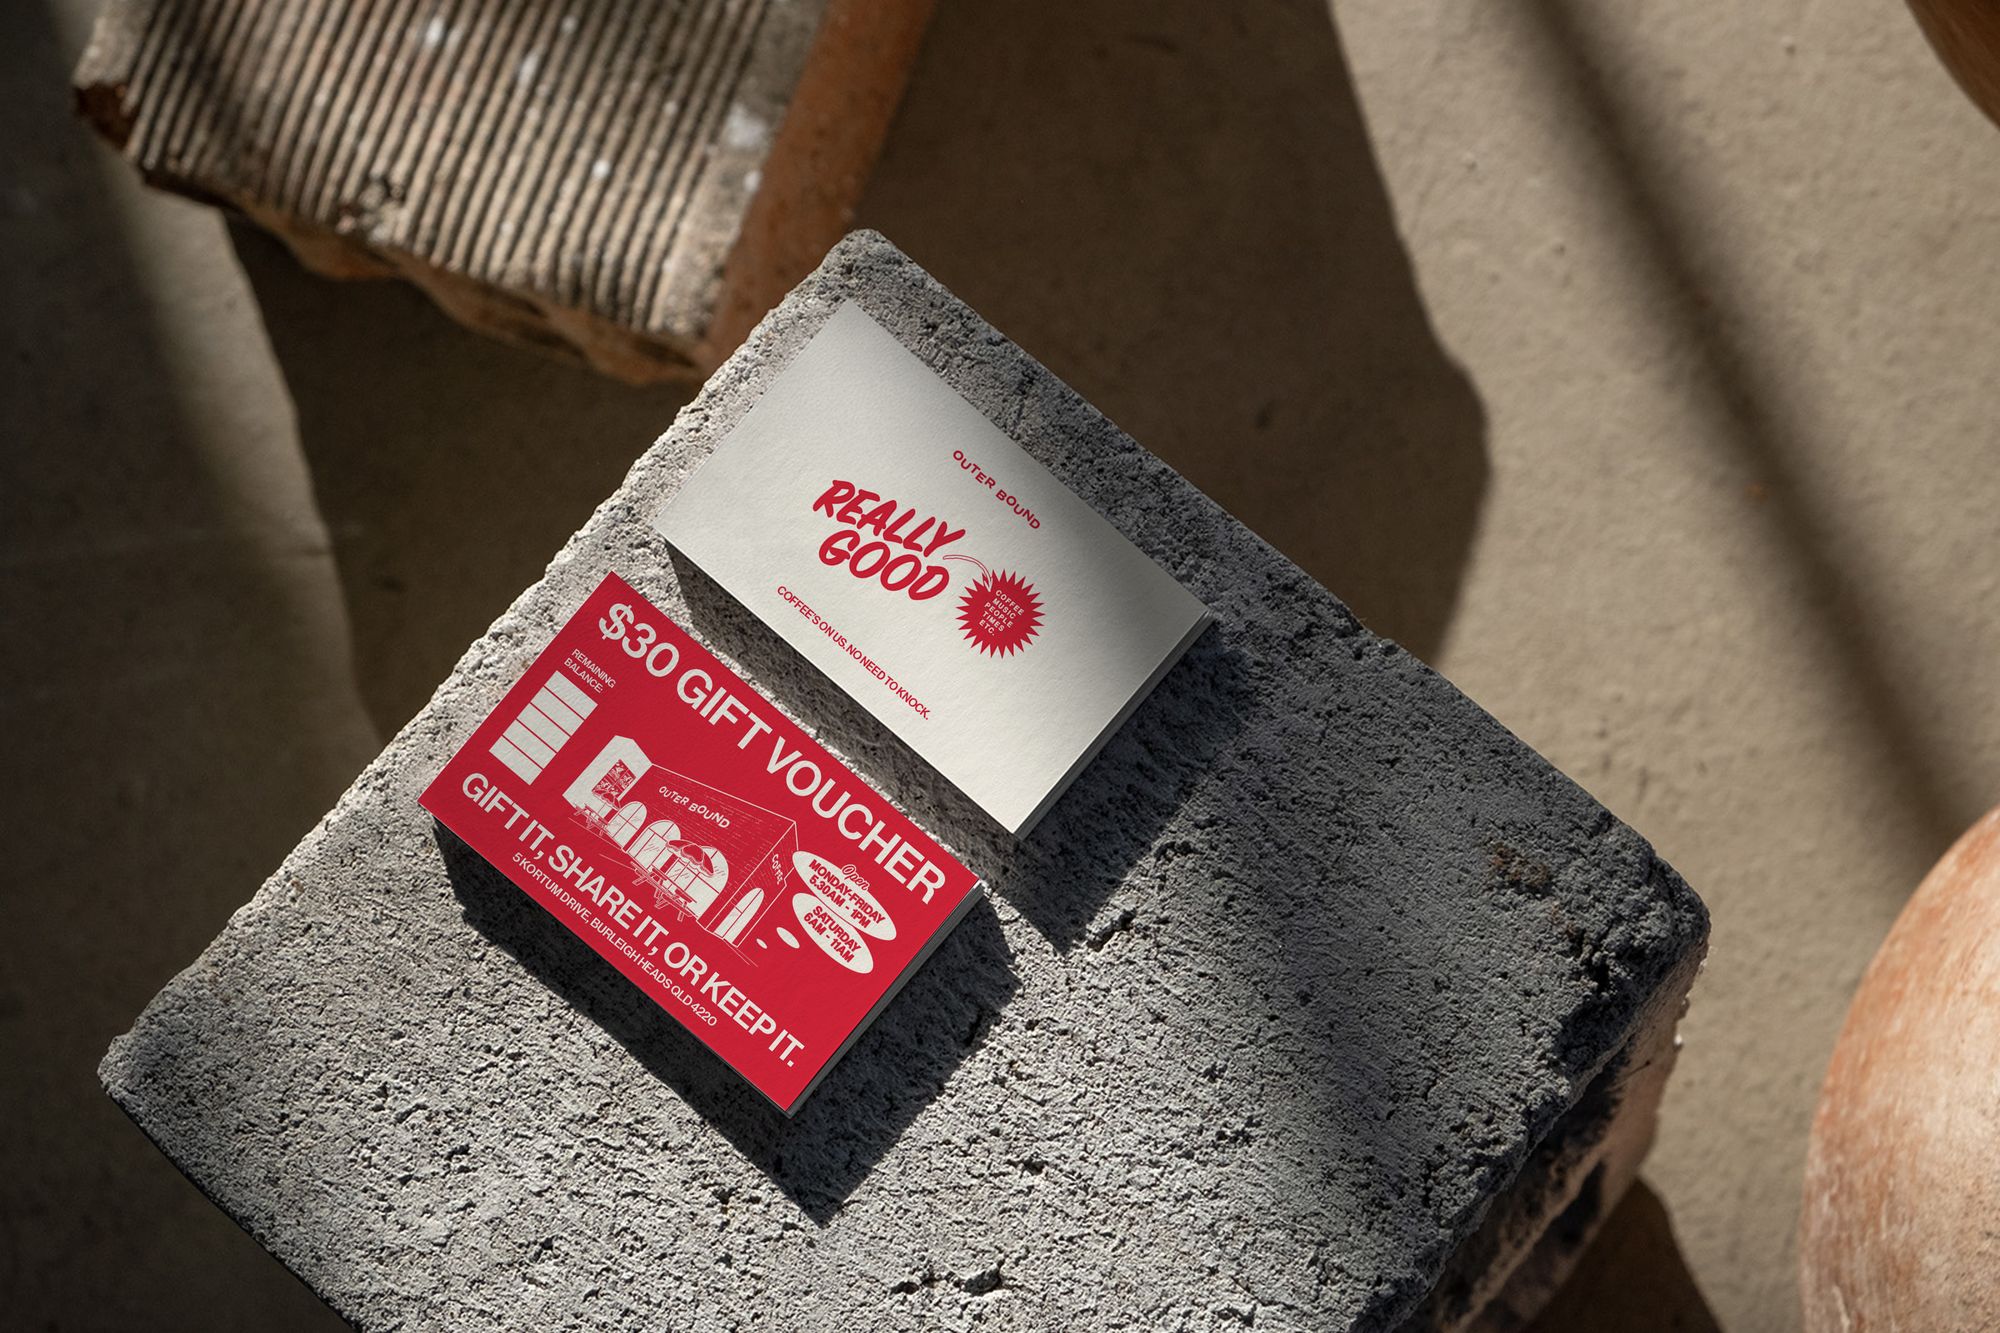 OUTER BOUND
REALLY
GOOD
COFFEE
MUSIC
PEOPLE
TIMES
ETC.
COFFEE'S ON US. NO NEED TO KNOCK.
$30 GIFT VOUCHER
REMAINING
BALANCE:
OUTER BOUND
COFFEE
Open
MONDAY-FRIDAY
5.30AM - 1PM
SATURDAY
6AM - 11AM
GIFT IT, SHARE IT, OR KEEP IT.
5 KORTUM DRIVE, BURLEIGH HEADS QLD 4220